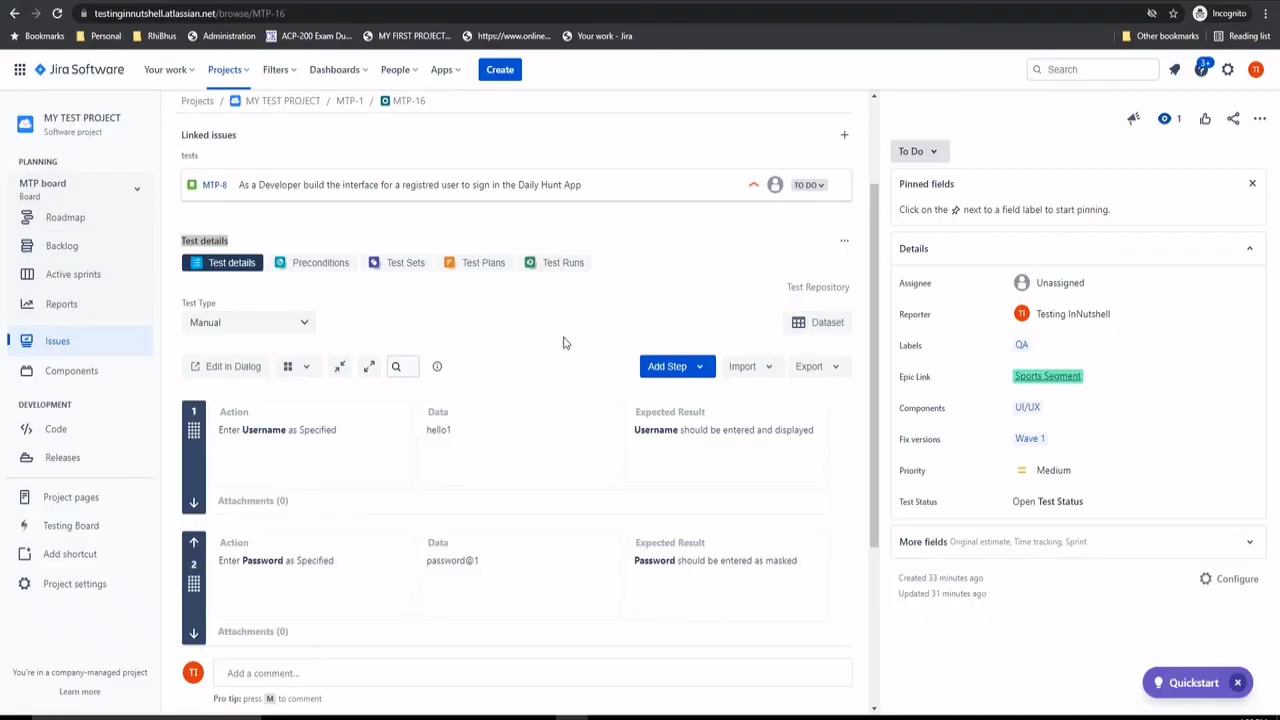 testinginnutshell.atlassian.net/browse/MTP-16
Incognito
Bookmarks
Personal
RhiBhus
Administration
ACP-200 Exam Du...
MY FIRST PROJECT...
https://www.online...
Your work - Jira
Other bookmarks
Reading list
Jira Software
Your work
Projects
Filters
Dashboards
People
Apps
Create
Search
3+
TI
MY TEST PROJECT
Software project
PLANNING
MTP board
Board
Roadmap
Backlog
Active sprints
Reports
Issues
Components
DEVELOPMENT
Code
Releases
Project pages
Testing Board
Add shortcut
Project settings
You're in a company-managed project
Learn more
Projects / MY TEST PROJECT / MTP-1 / MTP-16
Linked issues
tests
MTP-8 As a Developer build the interface for a registred user to sign in the Daily Hunt App
TO DO
Test details
Test details
Preconditions
Test Sets
Test Plans
Test Runs
Test Repository
Test Type
Manual
Dataset
Edit in Dialog
Add Step
Import
Export
1
Action
Data
Expected Result
Enter Username as Specified
hello1
Username should be entered and displayed
Attachments (0)
2
Action
Data
Expected Result
Enter Password as Specified
password@1
Password should be entered as masked
Attachments (0)
TI
Add a comment...
Pro tip: press M to comment
1
To Do
Pinned fields
Click on the next to a field label to start pinning.
Details
Assignee
Unassigned
Reporter
TI
Testing InNutshell
Labels
QA
Epic Link
Sports Segment
Components
UI/UX
Fix versions
Wave 1
Priority
Medium
Test Status
Open Test Status
More fields Original estimate, Time tracking, Sprint
Created 33 minutes ago
Updated 31 minutes ago
Configure
Quickstart